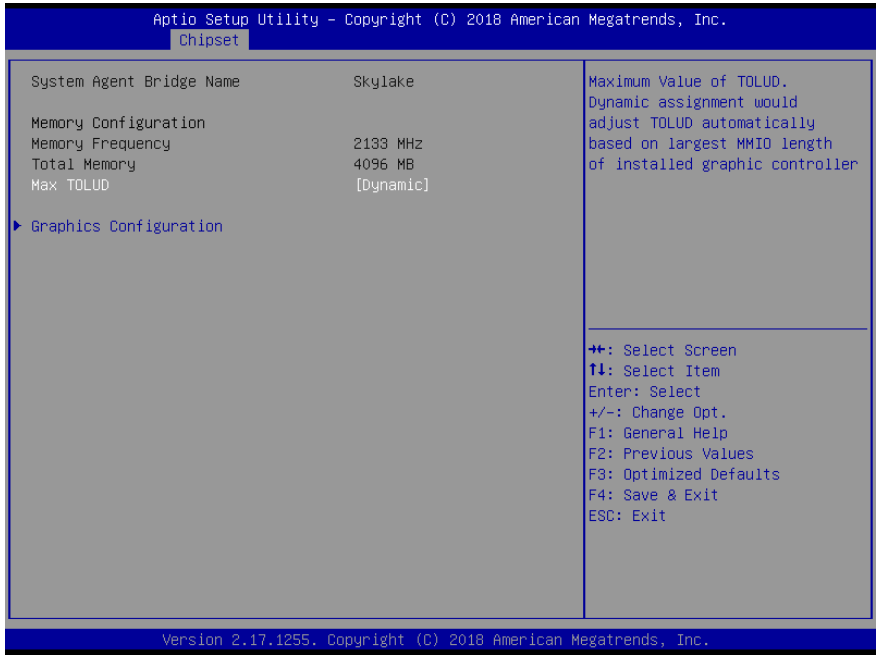 Aptio Setup Utility – Copyright (C) 2018 American Megatrends, Inc.
Chipset
System Agent Bridge Name Skylake
Memory Configuration
Memory Frequency 2133 MHz
Total Memory 4096 MB
Max TOLUD [Dynamic]
Graphics Configuration
Maximum Value of TOLUD.
Dynamic assignment would
adjust TOLUD automatically
based on largest MMIO length
of installed graphic controller
→←: Select Screen
↑↓: Select Item
Enter: Select
+/-: Change Opt.
F1: General Help
F2: Previous Values
F3: Optimized Defaults
F4: Save & Exit
ESC: Exit
Version 2.17.1255. Copyright (C) 2018 American Megatrends, Inc.